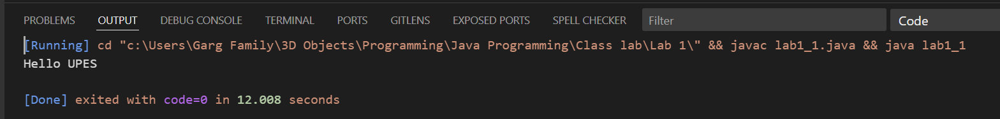 PROBLEMS OUTPUT DEBUG CONSOLE TERMINAL PORTS GITLENS EXPOSED PORTS SPELL CHECKER Filter Code
[Running] cd "c:\Users\Garg Family\3D Objects\Programming\Java Programming\Class lab\Lab 1\" && javac lab1_1.java && java lab1_1
Hello UPES
[Done] exited with code=0 in 12.008 seconds